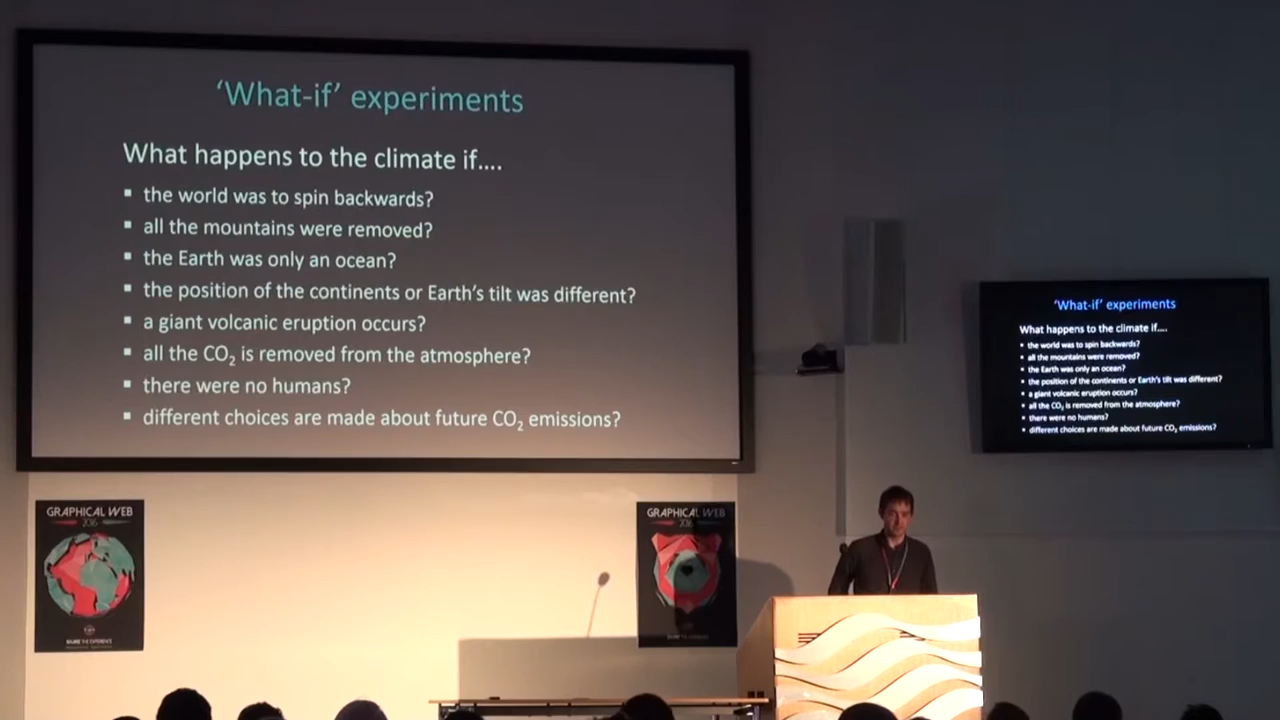 'What-if' experiments
What happens to the climate if....
▪ the world was to spin backwards?
▪ all the mountains were removed?
▪ the Earth was only an ocean?
▪ the position of the continents or Earth's tilt was different?
▪ a giant volcanic eruption occurs?
▪ all the CO₂ is removed from the atmosphere?
▪ there were no humans?
▪ different choices are made about future CO₂ emissions?
'What-if' experiments
What happens to the climate if....
▪ the world was to spin backwards?
▪ all the mountains were removed?
▪ the Earth was only an ocean?
▪ the position of the continents or Earth's tilt was different?
▪ a giant volcanic eruption occurs?
▪ all the CO₂ is removed from the atmosphere?
▪ there were no humans?
▪ different choices are made about future CO₂ emissions?
GRAPHICAL WEB
2016
GRAPHICAL WEB
2016